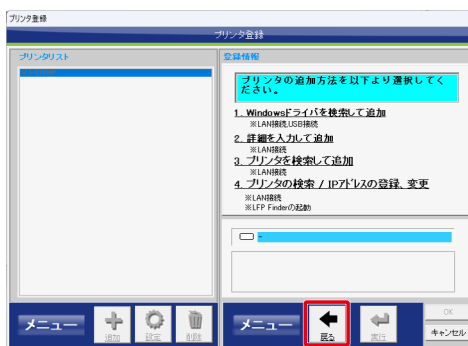 プリンタ登録
プリンタ登録
プリンタリスト
登録情報
プリンタの追加方法を以下より選択してく
ださい。
1. Windowsドライバを検索して追加
※LAN接続,USB接続
2. 詳細を入力して追加
※LAN接続
3. プリンタを検索して追加
※LAN接続
4. プリンタの検索 / IPアドレスの登録、変更
※LAN接続
※LFP Finderの起動
-
メニュー
追加
設定
削除
メニュー
戻る
実行
OK
キャンセル